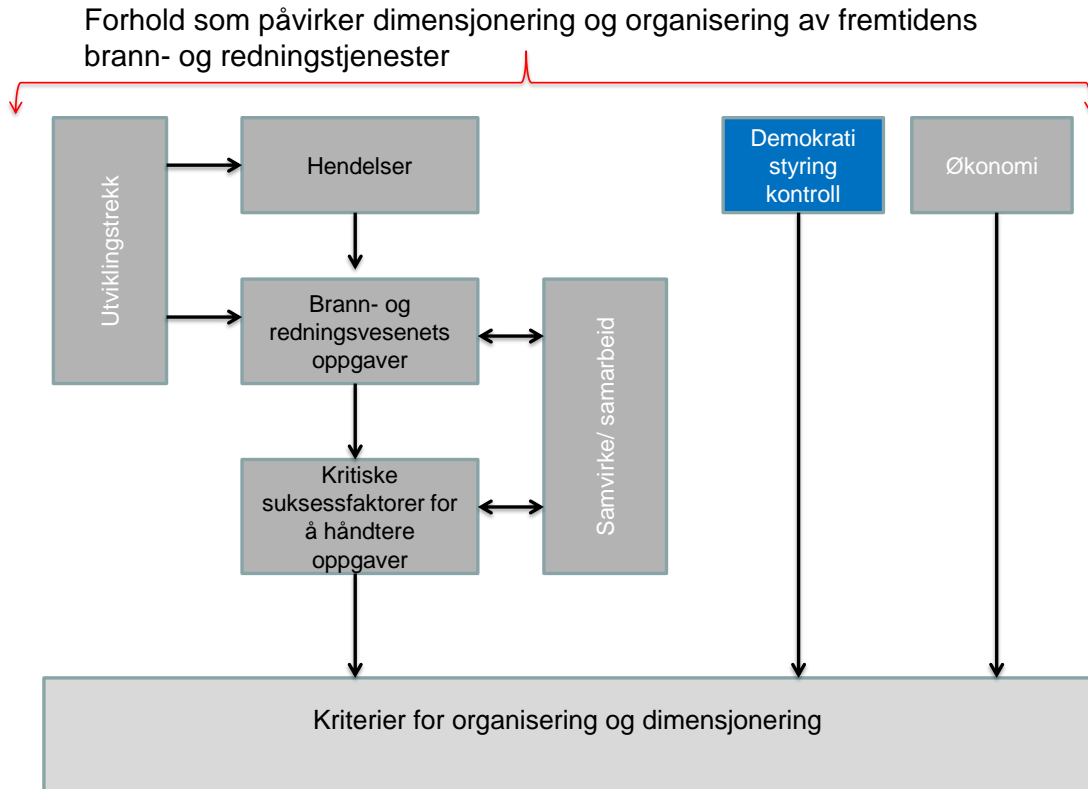 Forhold som påvirker dimensjonering og organisering av fremtidens
brann- og redningstjenester
Utviklingstrekk
Hendelser
Demokrati
styring
kontroll
Økonomi
Brann- og
redningsvesenets
oppgaver
Samvirke/ samarbeid
Kritiske
suksessfaktorer for
å håndtere
oppgaver
Kriterier for organisering og dimensjonering